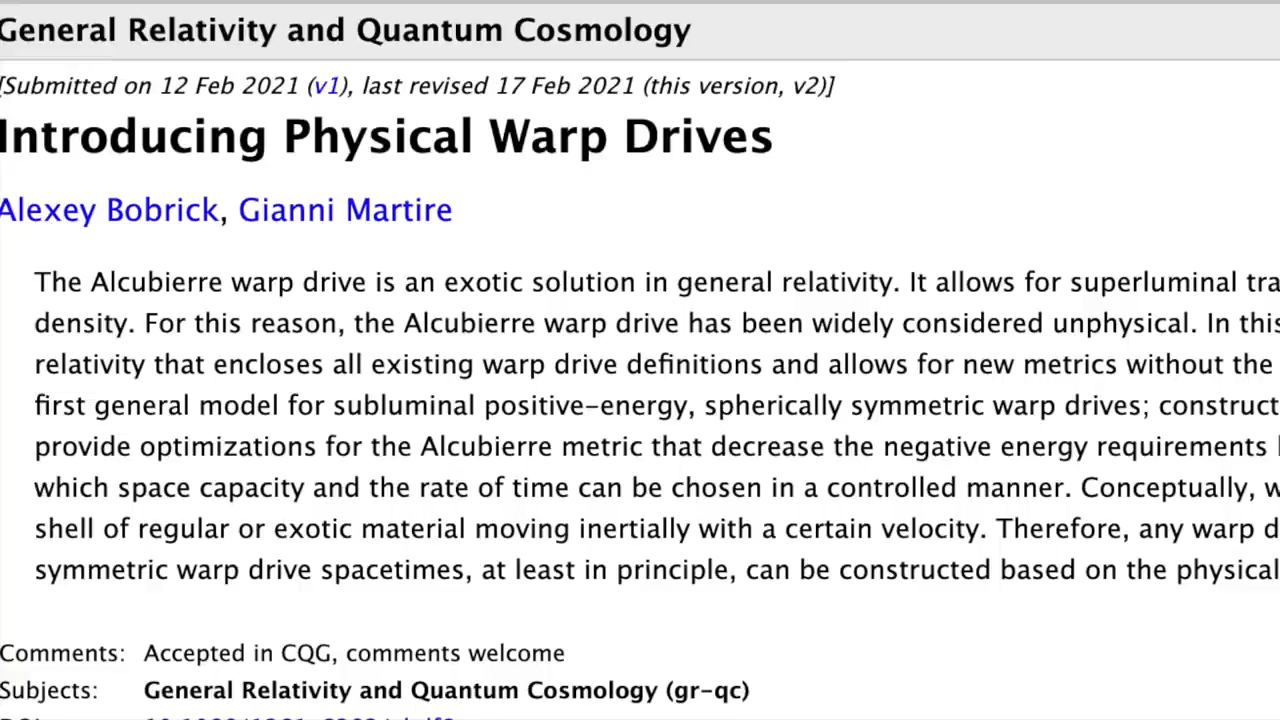 General Relativity and Quantum Cosmology
[Submitted on 12 Feb 2021 (v1), last revised 17 Feb 2021 (this version, v2)]
Introducing Physical Warp Drives
Alexey Bobrick, Gianni Martire
The Alcubierre warp drive is an exotic solution in general relativity. It allows for superluminal tra
density. For this reason, the Alcubierre warp drive has been widely considered unphysical. In this
relativity that encloses all existing warp drive definitions and allows for new metrics without the
first general model for subluminal positive-energy, spherically symmetric warp drives; construct
provide optimizations for the Alcubierre metric that decrease the negative energy requirements
which space capacity and the rate of time can be chosen in a controlled manner. Conceptually, w
shell of regular or exotic material moving inertially with a certain velocity. Therefore, any warp d
symmetric warp drive spacetimes, at least in principle, can be constructed based on the physical
Comments: Accepted in CQG, comments welcome
Subjects: General Relativity and Quantum Cosmology (gr-qc)